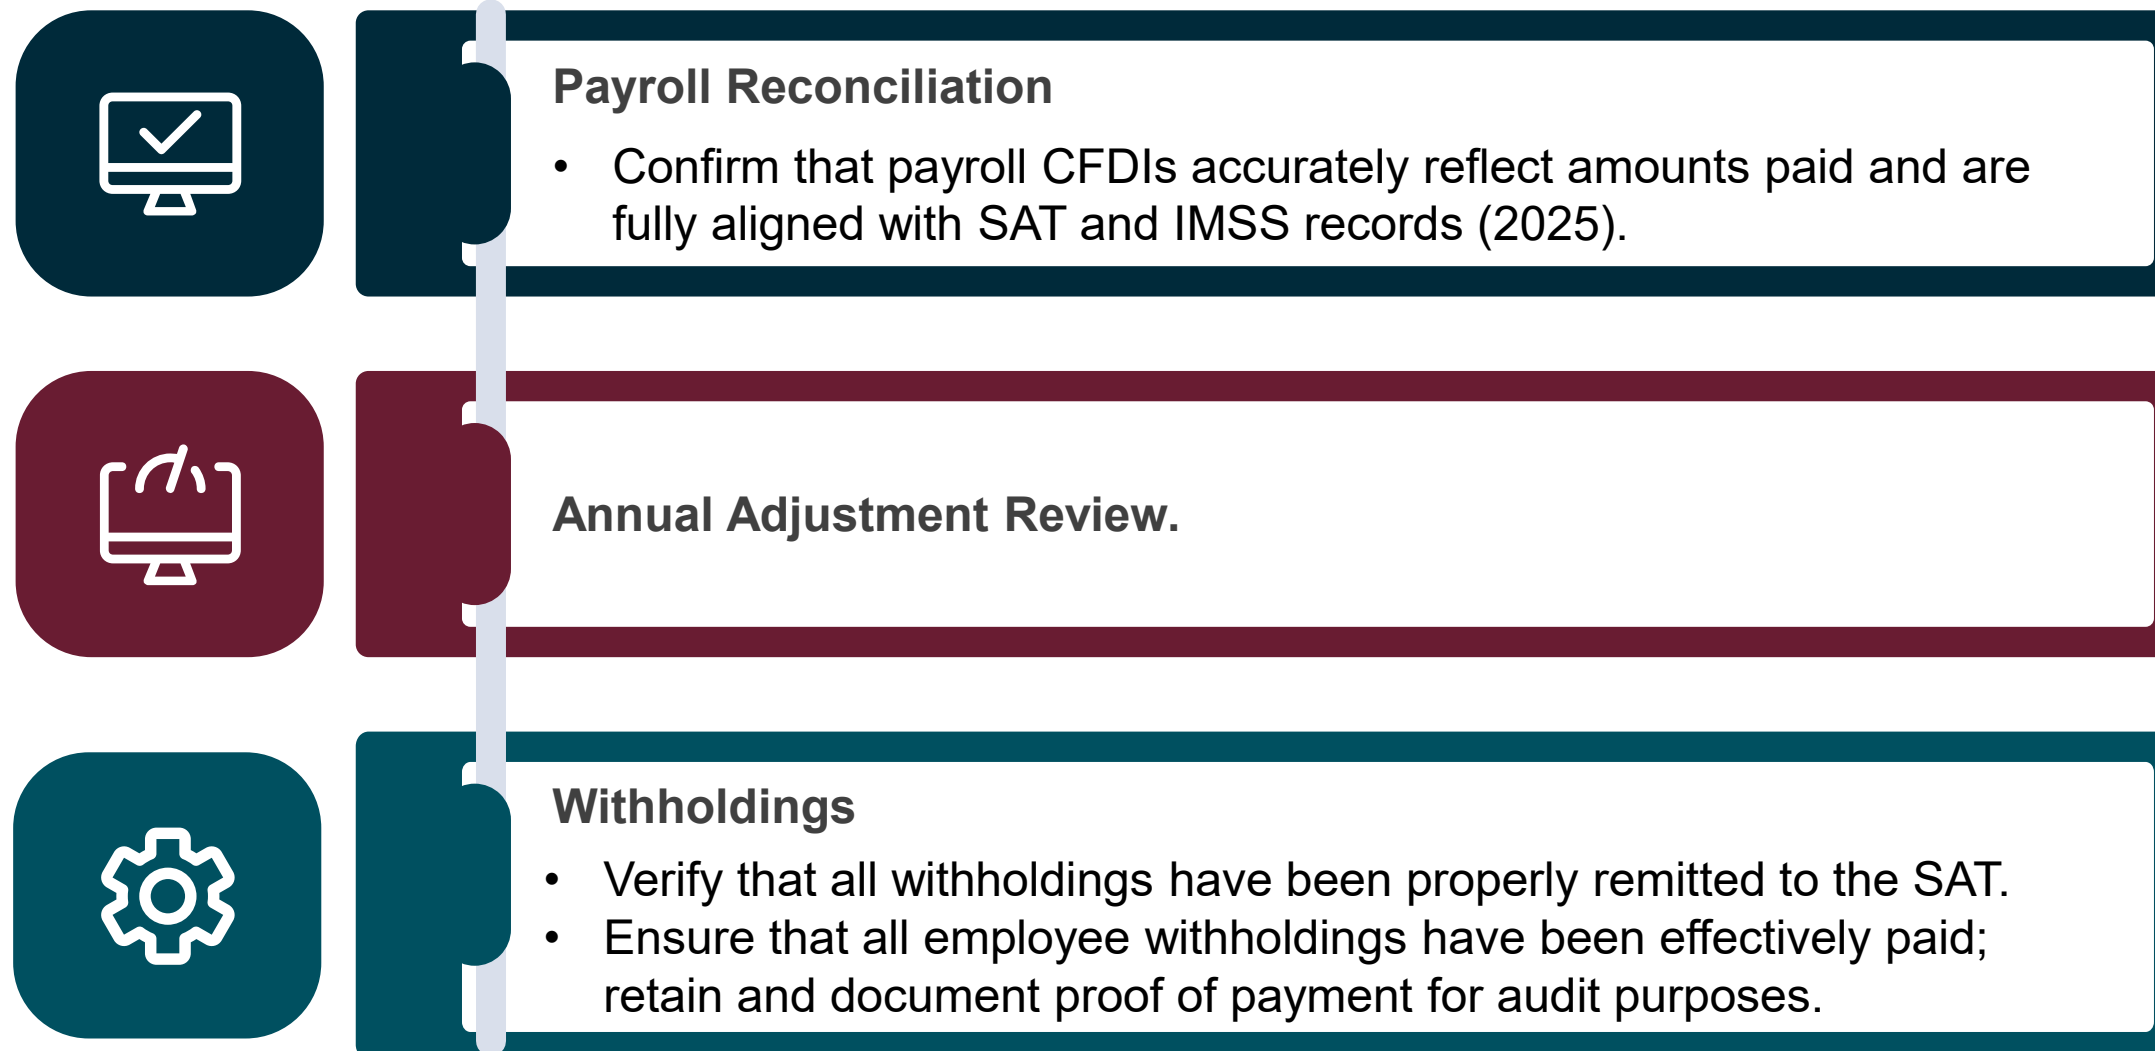 Payroll Reconciliation
• Confirm that payroll CFDIs accurately reflect amounts paid and are
fully aligned with SAT and IMSS records (2025).
Annual Adjustment Review.
Withholdings
• Verify that all withholdings have been properly remitted to the SAT.
• Ensure that all employee withholdings have been effectively paid;
retain and document proof of payment for audit purposes.